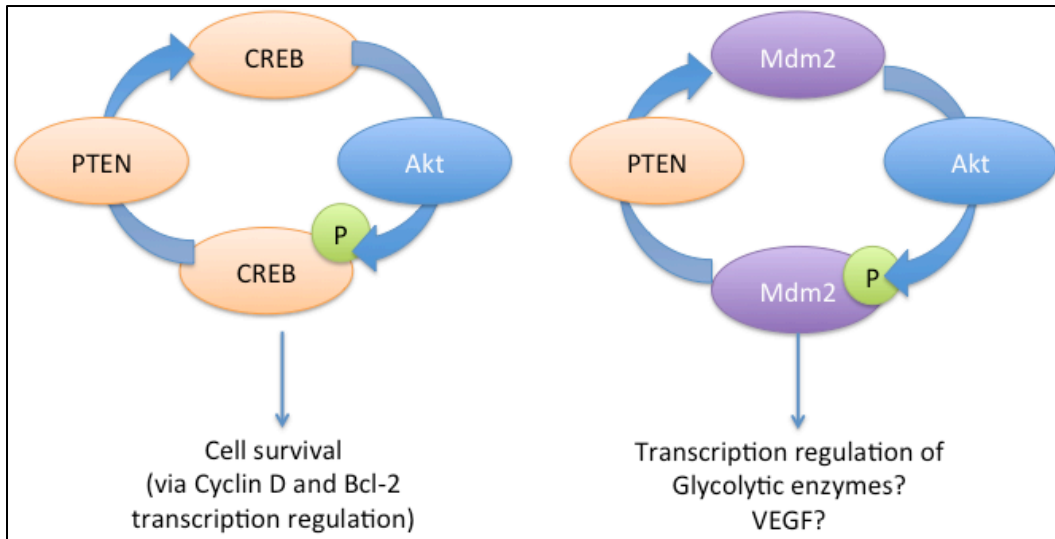 CREB
PTEN
Akt
P
CREB
Cell survival
(via Cyclin D and Bcl-2
transcription regulation)
Mdm2
PTEN
Akt
P
Mdm2
Transcription regulation of
Glycolytic enzymes?
VEGF?